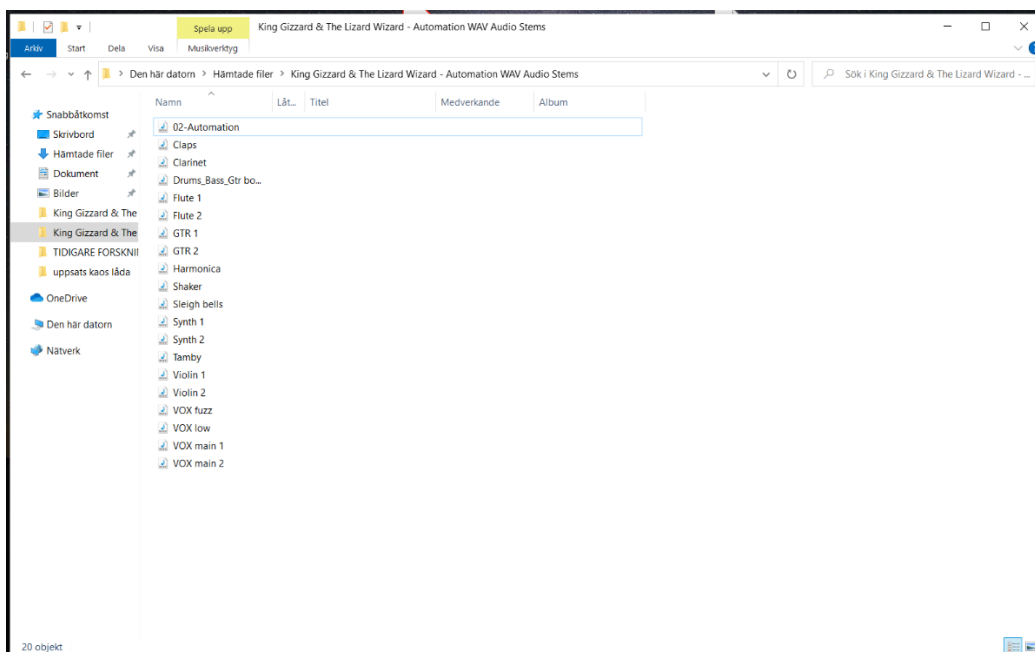 Spela upp
King Gizzard & The Lizard Wizard - Automation WAV Audio Stems
Arkiv Start Dela Visa Musikverktyg
Den här datorn > Hämtade filer > King Gizzard & The Lizard Wizard - Automation WAV Audio Stems
Sök i King Gizzard & The Lizard Wizard - ...
Namn Låt... Titel Medverkande Album
Snabbåtkomst
Skrivbord
Hämtade filer
Dokument
Bilder
King Gizzard & The
King Gizzard & The
TIDIGARE FORSKNI
uppsats kaos låda
OneDrive
Den här datorn
Nätverk
02-Automation
Claps
Clarinet
Drums_Bass_Gtr bo...
Flute 1
Flute 2
GTR 1
GTR 2
Harmonica
Shaker
Sleigh bells
Synth 1
Synth 2
Tamby
Violin 1
Violin 2
VOX fuzz
VOX low
VOX main 1
VOX main 2
20 objekt